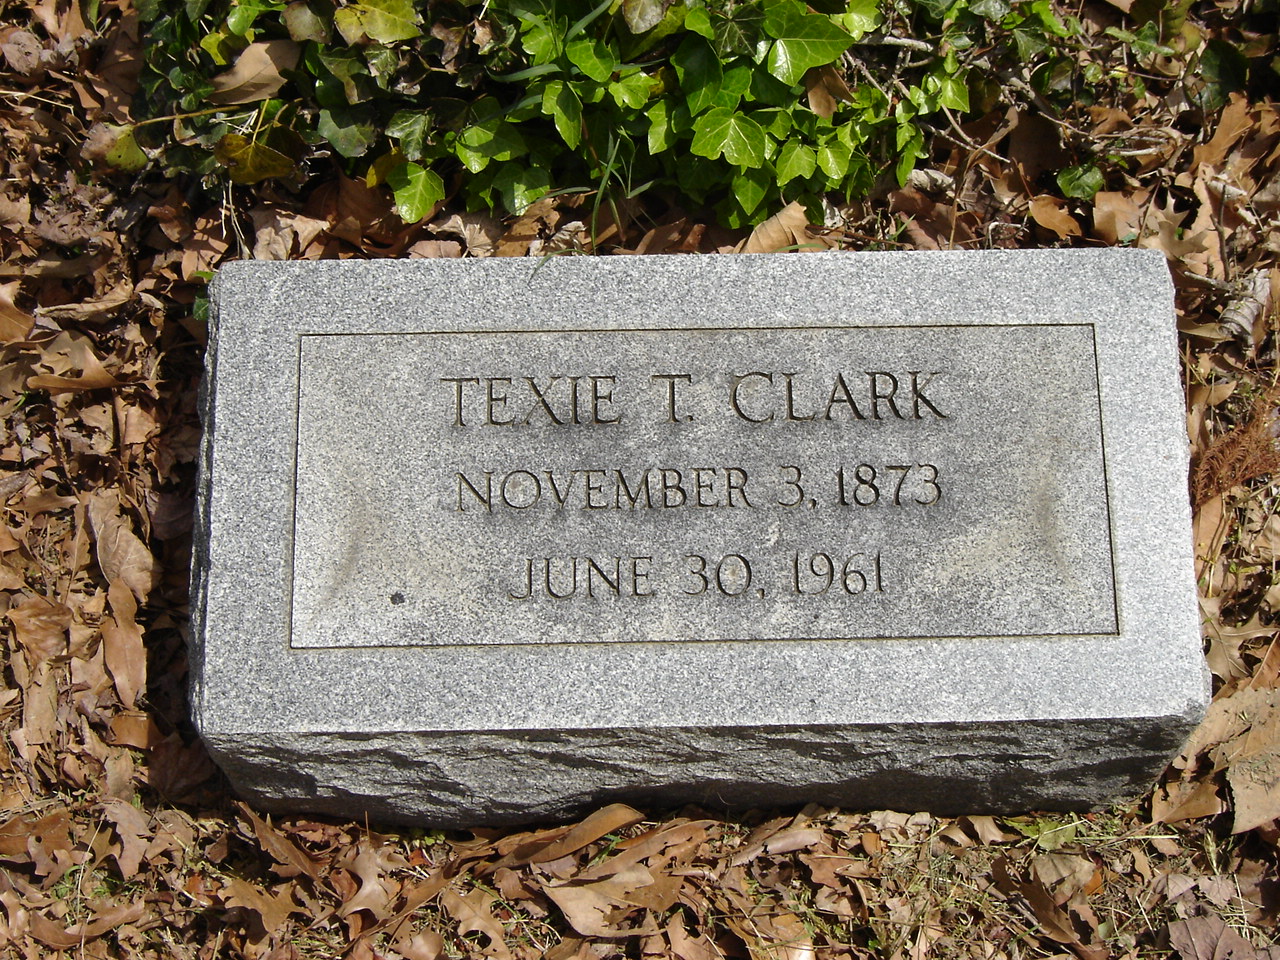 TEXIE T. CLARK
NOVEMBER 3, 1873
JUNE 30, 1961